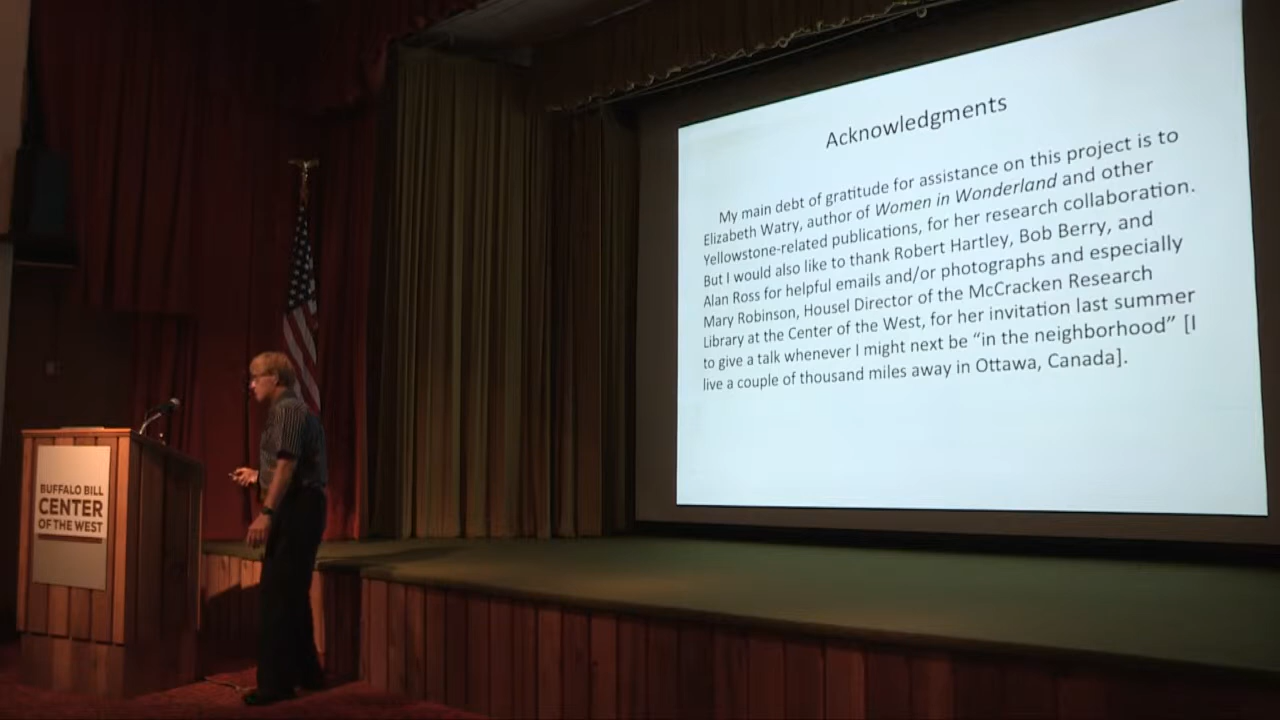 Acknowledgments
My main debt of gratitude for assistance on this project is to
Elizabeth Watry, author of Women in Wonderland and other
Yellowstone-related publications, for her research collaboration.
But I would also like to thank Robert Hartley, Bob Berry, and
Alan Ross for helpful emails and/or photographs and especially
Mary Robinson, Housel Director of the McCracken Research
Library at the Center of the West, for her invitation last summer
to give a talk whenever I might next be “in the neighborhood” [I
live a couple of thousand miles away in Ottawa, Canada].
BUFFALO BILL
CENTER
OF THE WEST